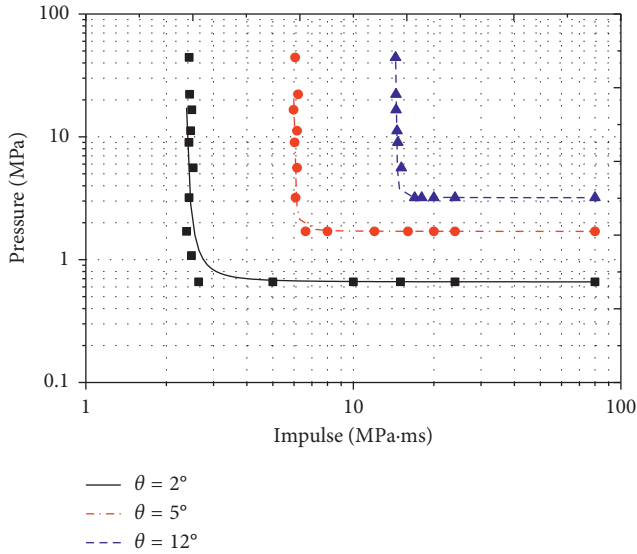 100
10
1
0.1
Pressure (MPa)
1
10
100
Impulse (MPa·ms)
θ = 2°
θ = 5°
θ = 12°